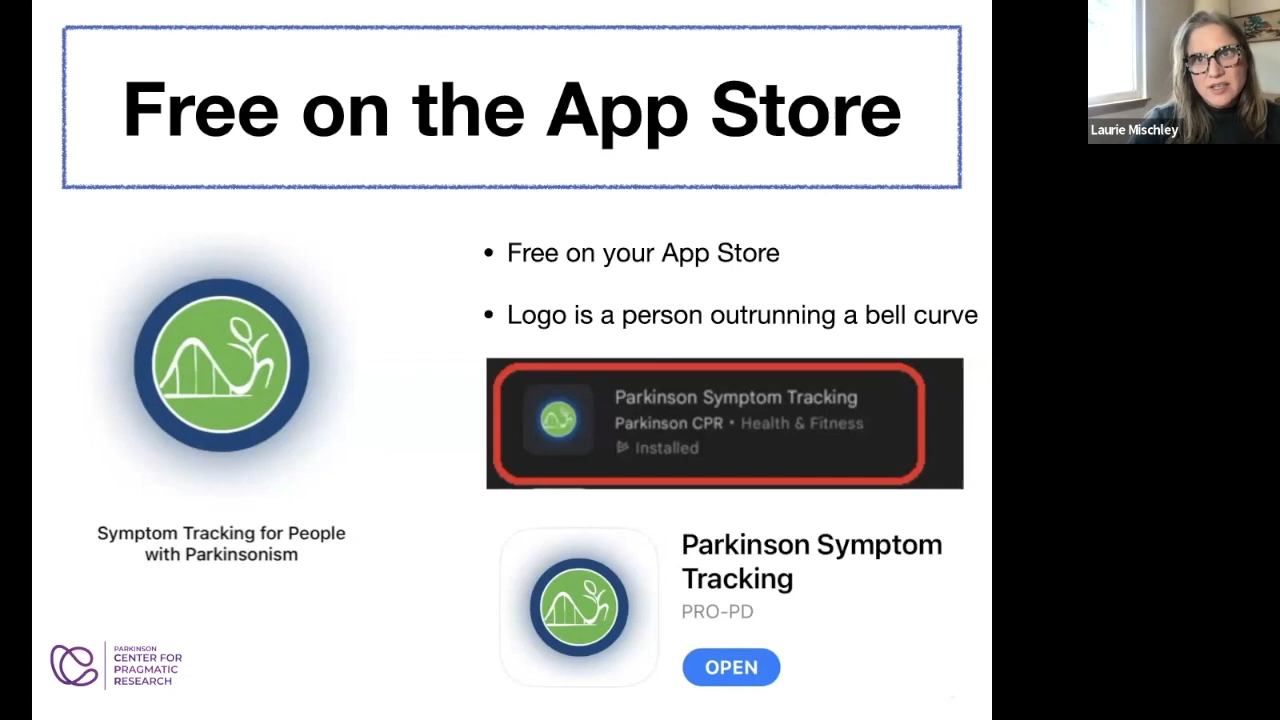 Free on the App Store
Laurie Mischley
• Free on your App Store
• Logo is a person outrunning a bell curve
Parkinson Symptom Tracking
Parkinson CPR • Health & Fitness
Installed
Symptom Tracking for People
with Parkinsonism
Parkinson Symptom
Tracking
PRO-PD
OPEN
PARKINSON
CENTER FOR
PRAGMATIC
RESEARCH